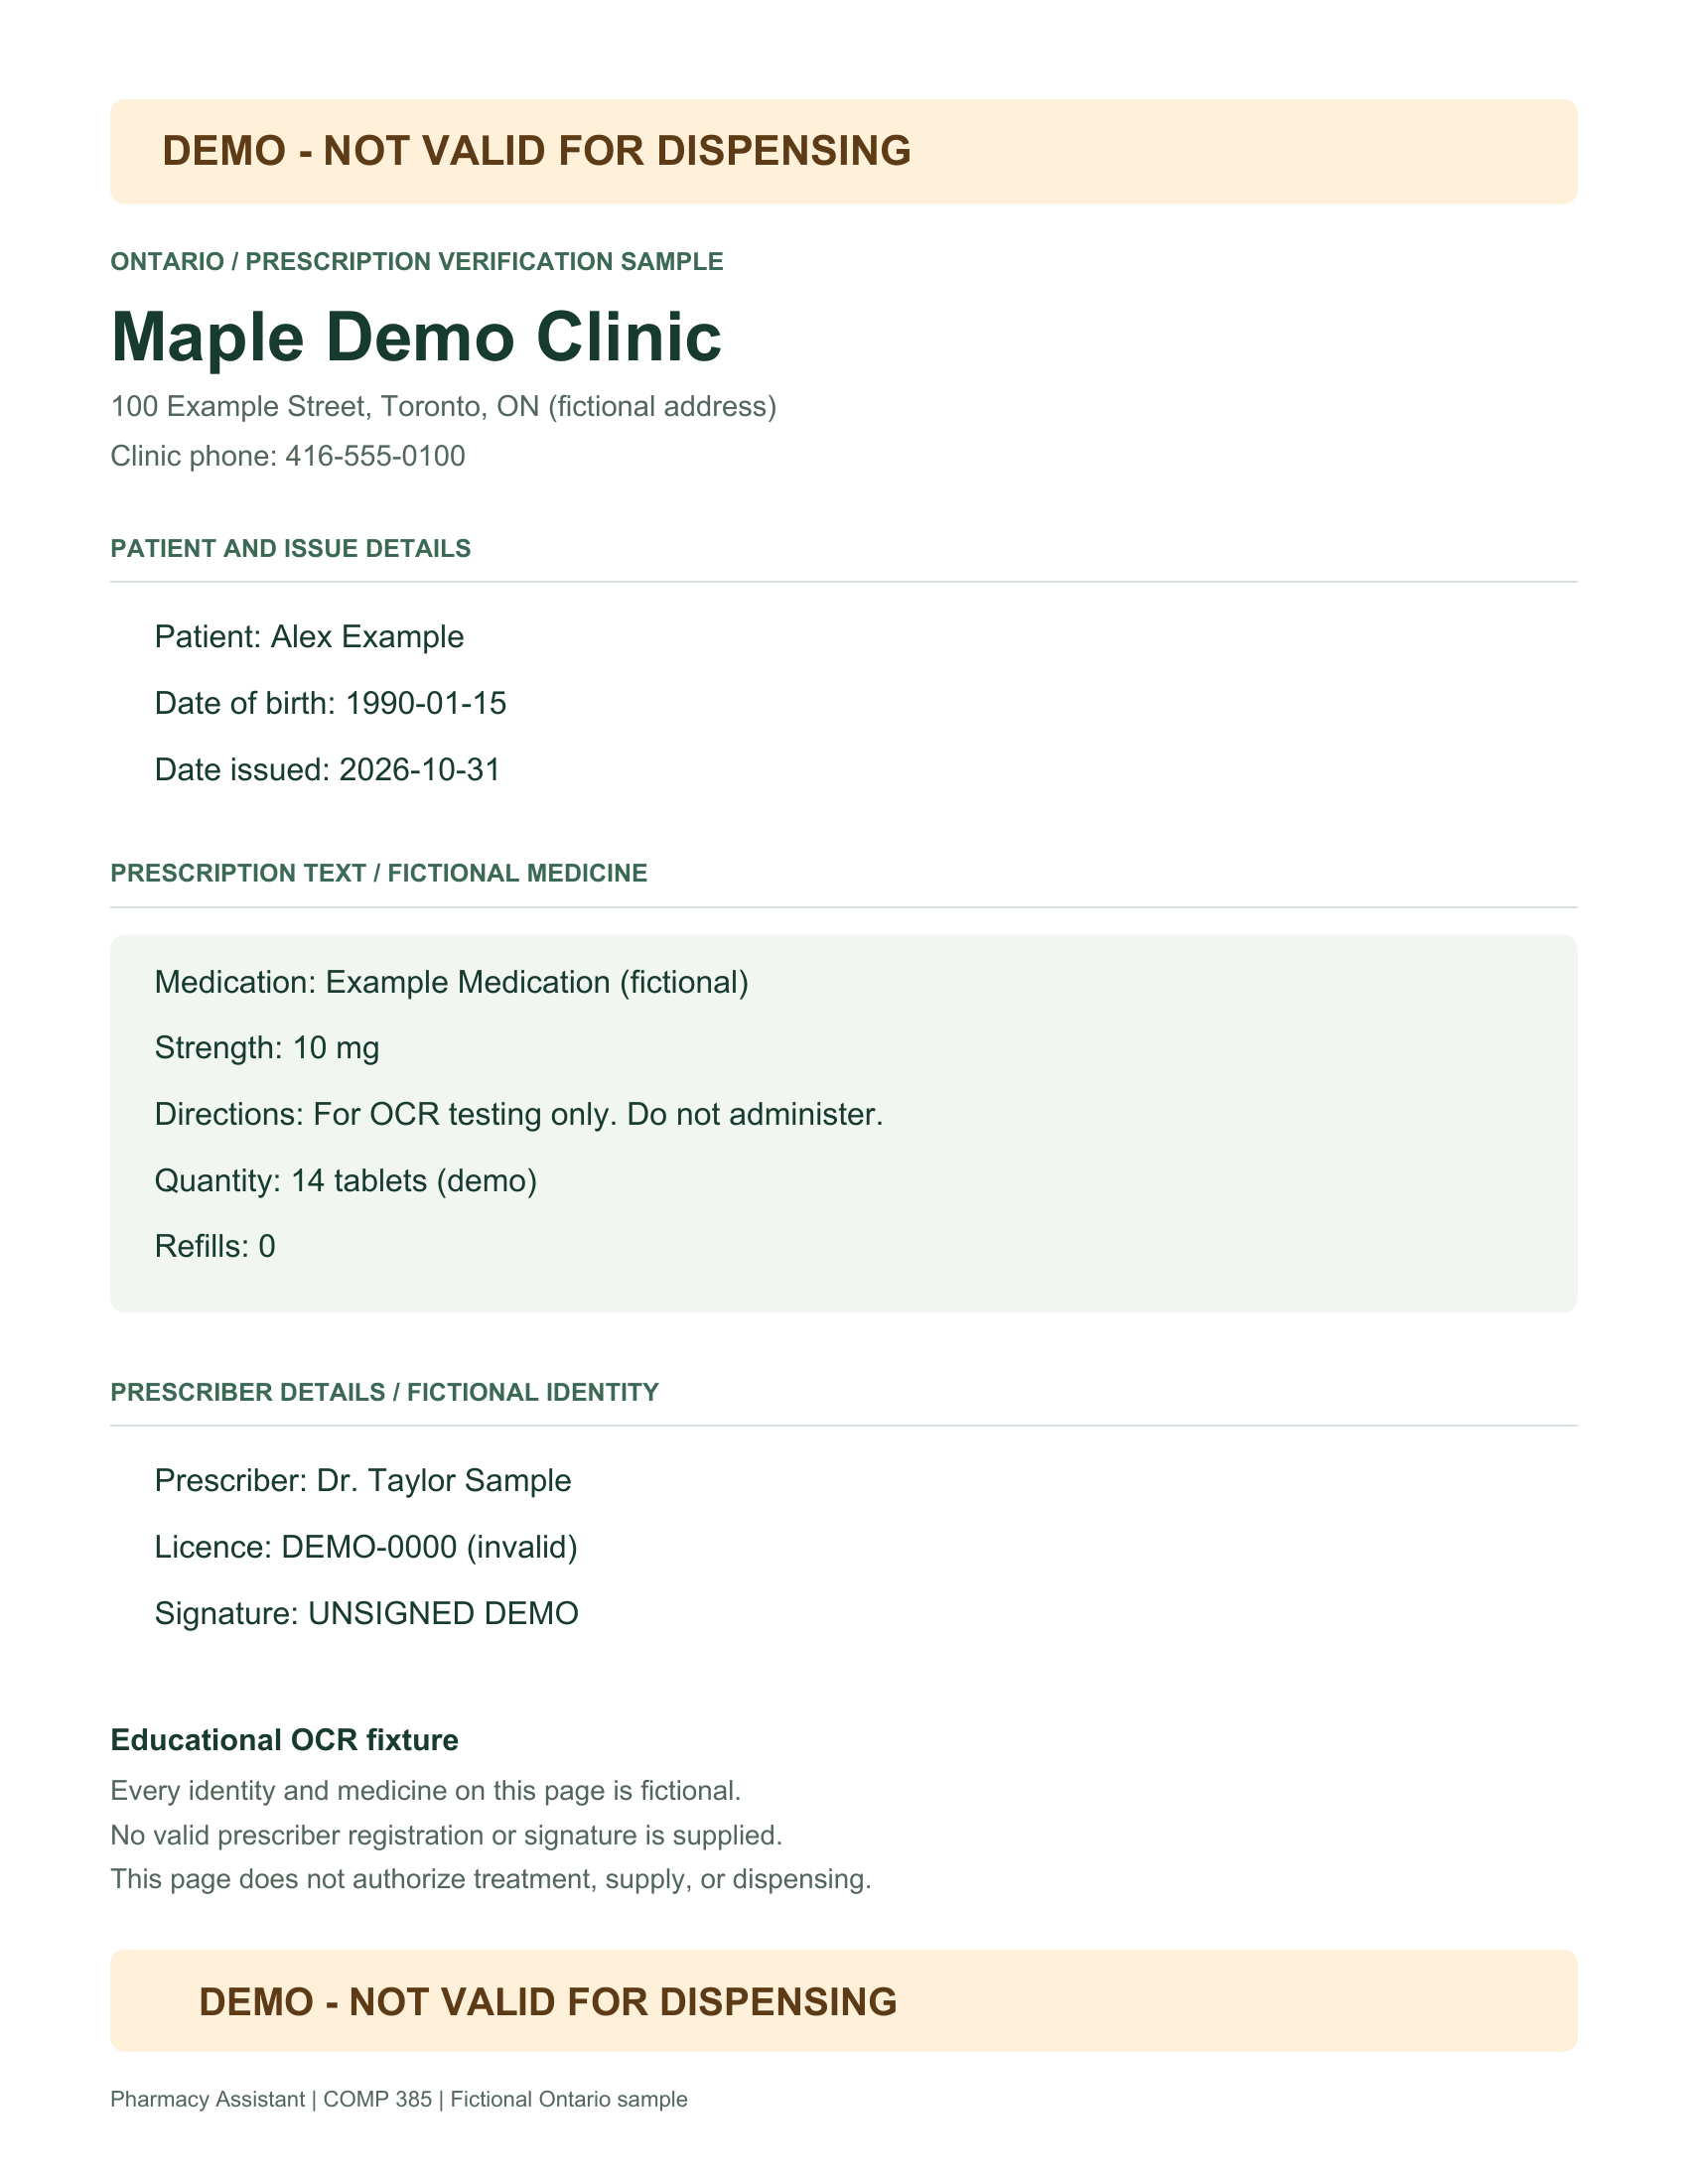 DEMO - NOT VALID FOR DISPENSING
ONTARIO / PRESCRIPTION VERIFICATION SAMPLE
Maple Demo Clinic
100 Example Street, Toronto, ON (fictional address)
Clinic phone: 416-555-0100
PATIENT AND ISSUE DETAILS
Patient: Alex Example
Date of birth: 1990-01-15
Date issued: 2026-10-31
PRESCRIPTION TEXT / FICTIONAL MEDICINE
Medication: Example Medication (fictional)
Strength: 10 mg
Directions: For OCR testing only. Do not administer.
Quantity: 14 tablets (demo)
Refills: 0
PRESCRIBER DETAILS / FICTIONAL IDENTITY
Prescriber: Dr. Taylor Sample
Licence: DEMO-0000 (invalid)
Signature: UNSIGNED DEMO
Educational OCR fixture
Every identity and medicine on this page is fictional.
No valid prescriber registration or signature is supplied.
This page does not authorize treatment, supply, or dispensing.
DEMO - NOT VALID FOR DISPENSING
Pharmacy Assistant | COMP 385 | Fictional Ontario sample